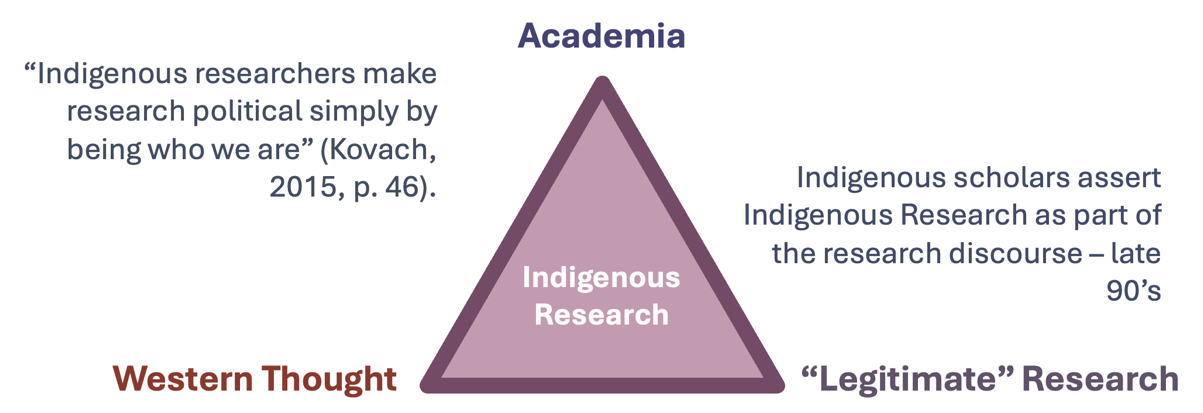 Academia
“Indigenous researchers make
research political simply by
being who we are” (Kovach,
2015, p. 46).
Indigenous scholars assert
Indigenous Research as part of
the research discourse – late
90’s
Indigenous
Research
Western Thought
“Legitimate” Research